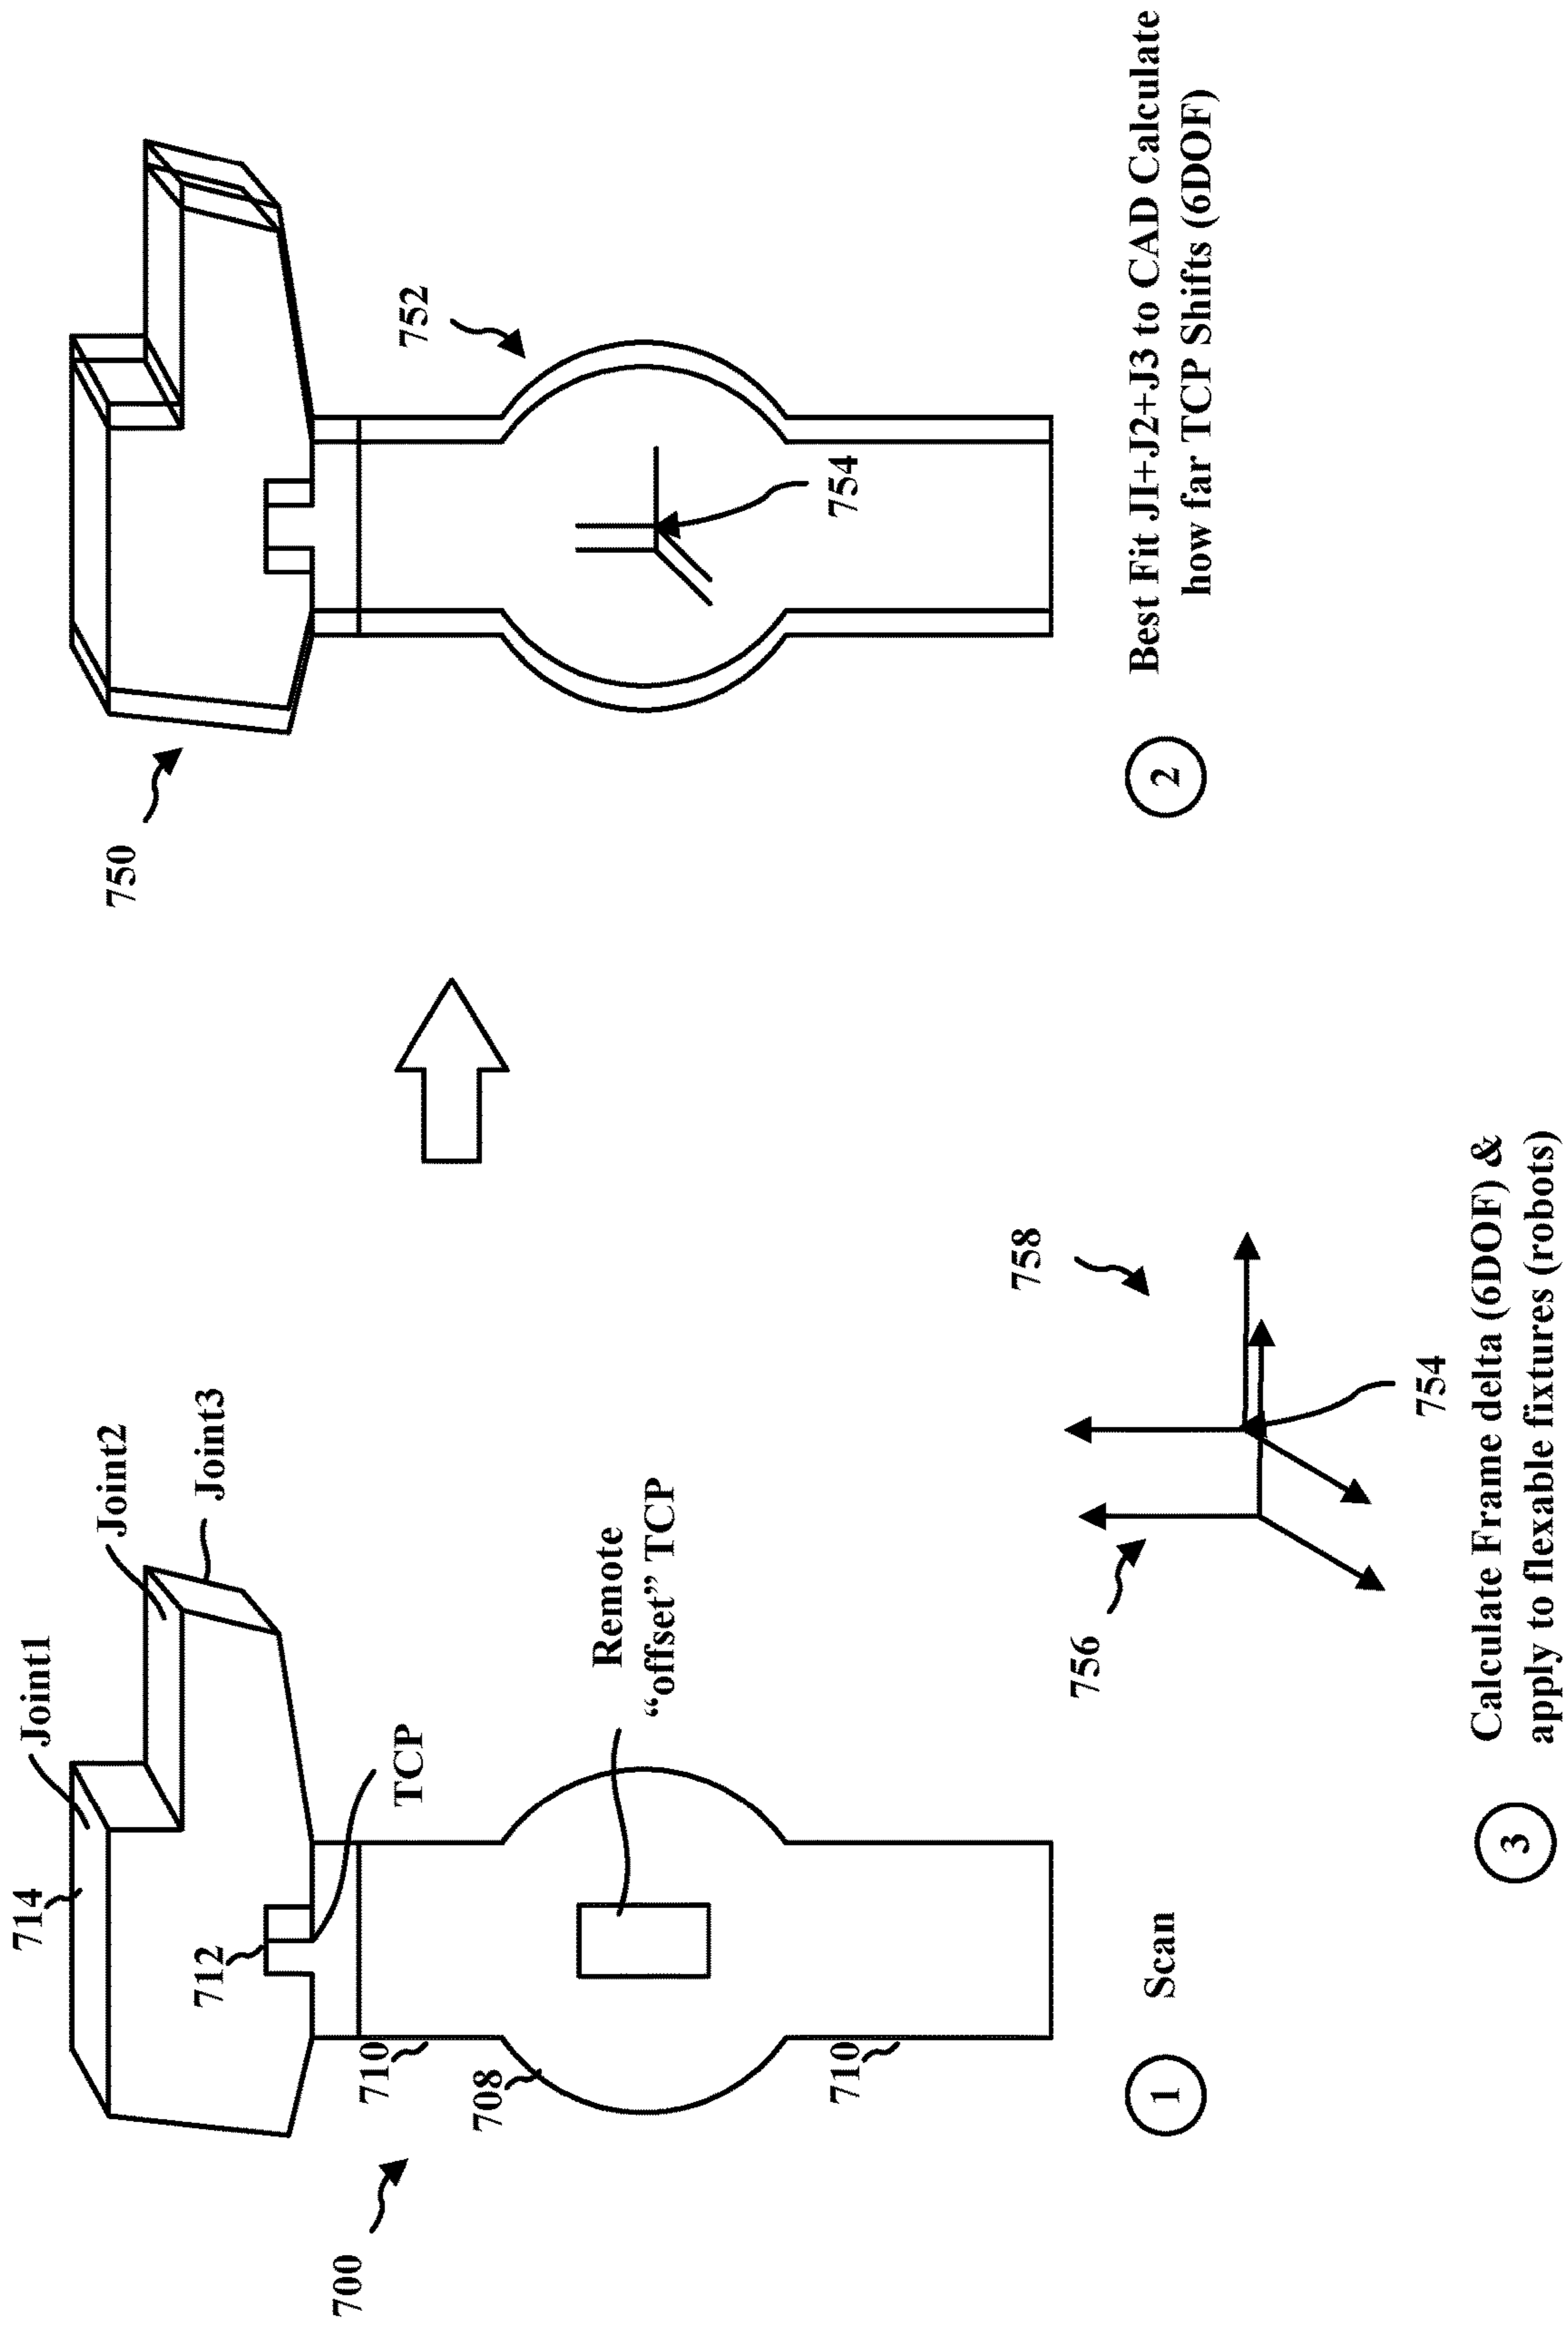 700
714
Joint1
Joint2
Joint3
712
TCP
710
708
Remote
“offset” TCP
710
1
Scan
750
752
754
2
Best Fit J1+J2+J3 to CAD Calculate
how far TCP Shifts (6DOF)
756
758
754
3
Calculate Frame delta (6DOF) &
apply to flexable fixtures (robots)